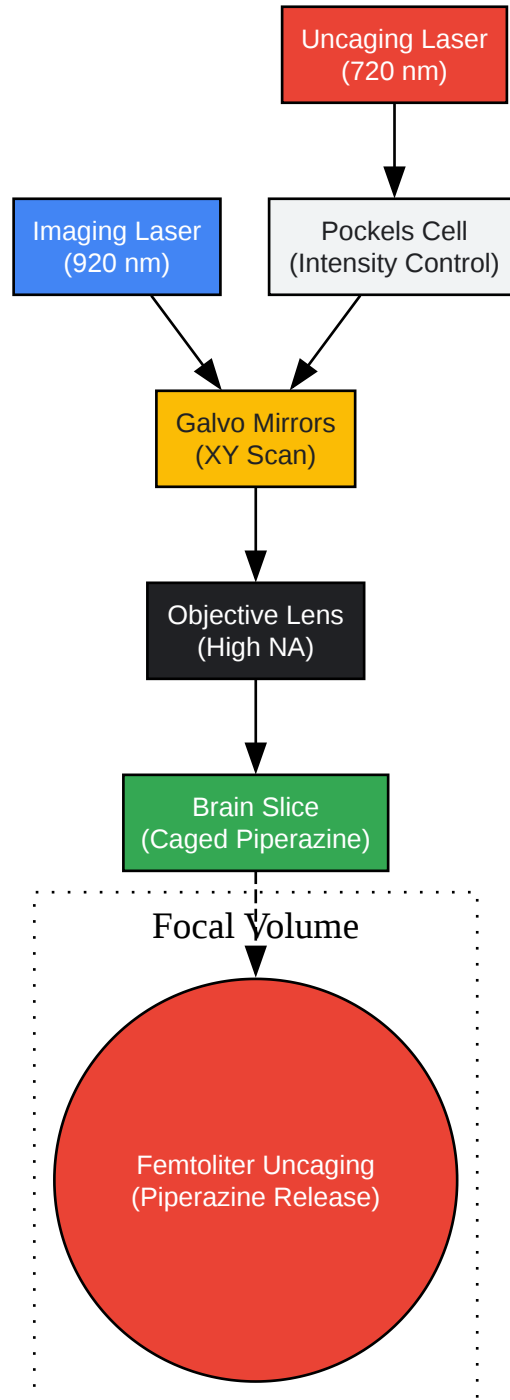 Uncaging Laser
(720 nm)
Imaging Laser
(920 nm)
Pockels Cell
(Intensity Control)
Galvo Mirrors
(XY Scan)
Objective Lens
(High NA)
Brain Slice
(Caged Piperazine)
Focal Volume
Femtoliter Uncaging
(Piperazine Release)